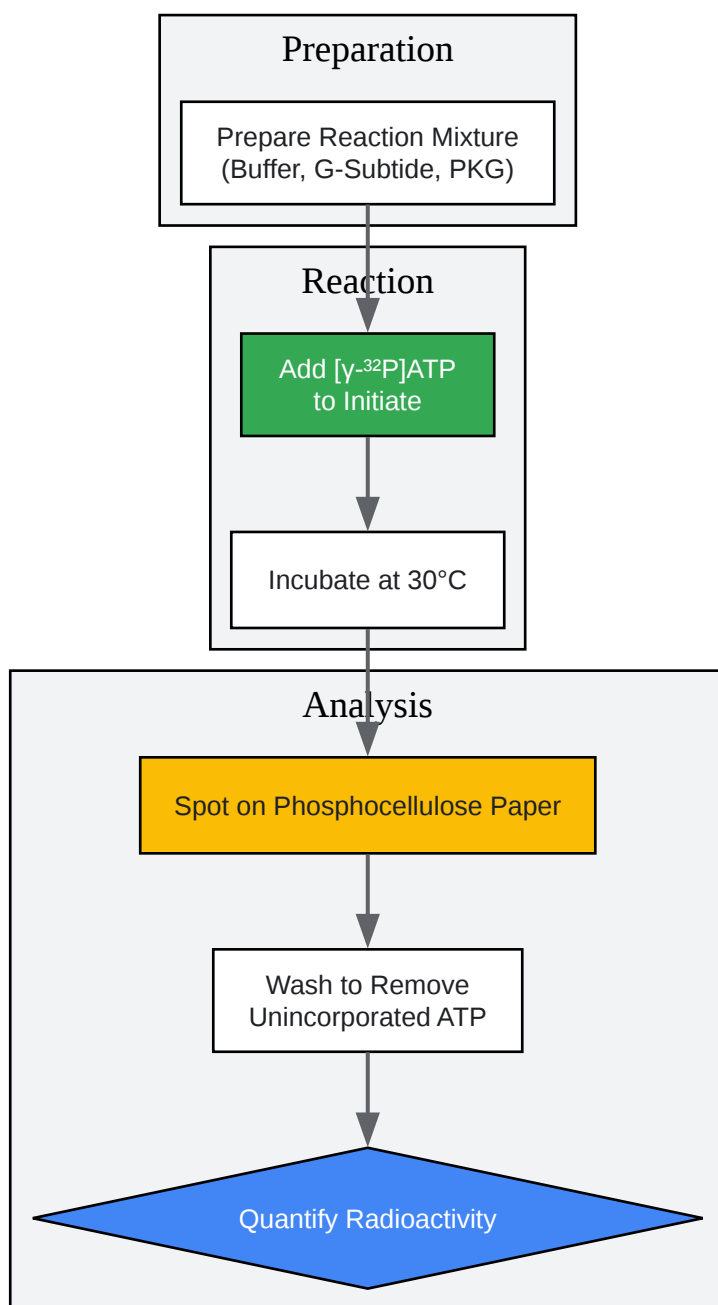 Preparation
Prepare Reaction Mixture
(Buffer, G-Subtide, PKG)
Reaction
Add [γ-³²P]ATP
to Initiate
Incubate at 30°C
Analysis
Spot on Phosphocellulose Paper
Wash to Remove
Unincorporated ATP
Quantify Radioactivity